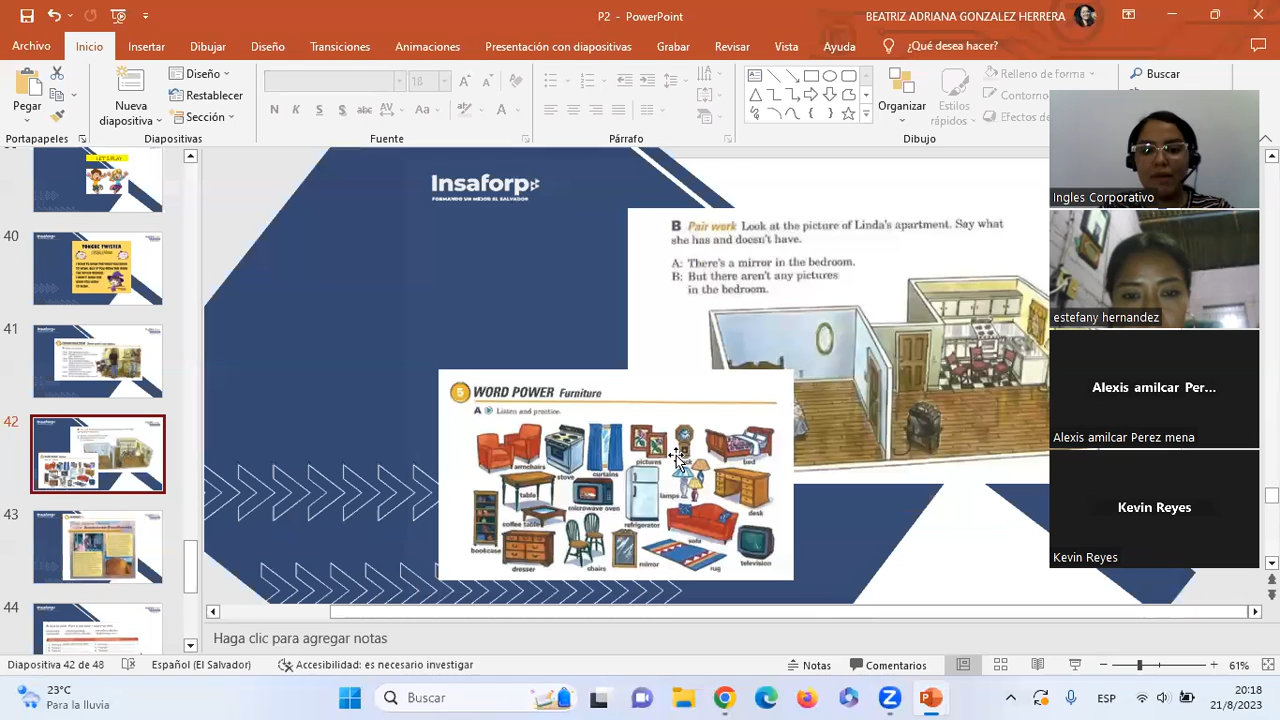 P2 - PowerPoint
BEATRIZ ADRIANA GONZALEZ HERRERA
Archivo Inicio Insertar Dibujar Diseño Transiciones Animaciones Presentación con diapositivas Grabar Revisar Vista Ayuda ¿Qué desea hacer?
Pegar
Nueva diapositiva
Diseño
Restablecer
Sección
18
N K S abc AV Aa
Organizar
Estilos rápidos
Relleno de
Contorno
Efectos de
Buscar
Portapapeles Diapositivas Fuente Párrafo Dibujo
LET'S PLAY
40
TONGUE TWISTER
41
42
43
44
Insaforp
FORMANDO UN MEJOR EL SALVADOR
B Pair work Look at the picture of Linda's apartment. Say what
she has and doesn't have.
A: There's a mirror in the bedroom.
B: But there aren't any pictures
in the bedroom.
5 WORD POWER Furniture
A Listen and practice.
armchairs
stove
curtains
pictures
bed
table
microwave oven
refrigerator
lamps
desk
coffee table
bookcase
dresser
chairs
mirror
sofa
rug
television
Ingles Corporativo
estefany hernandez
Alexis amilcar Per...
Alexis amilcar Perez mena
Kevin Reyes
Kevin Reyes
Haga clic para agregar notas
Diapositiva 42 de 48 Español (El Salvador) Accesibilidad: es necesario investigar Notas Comentarios 61%
23°C
Para la lluvia
Buscar
ESP
20:18
21/8/2023